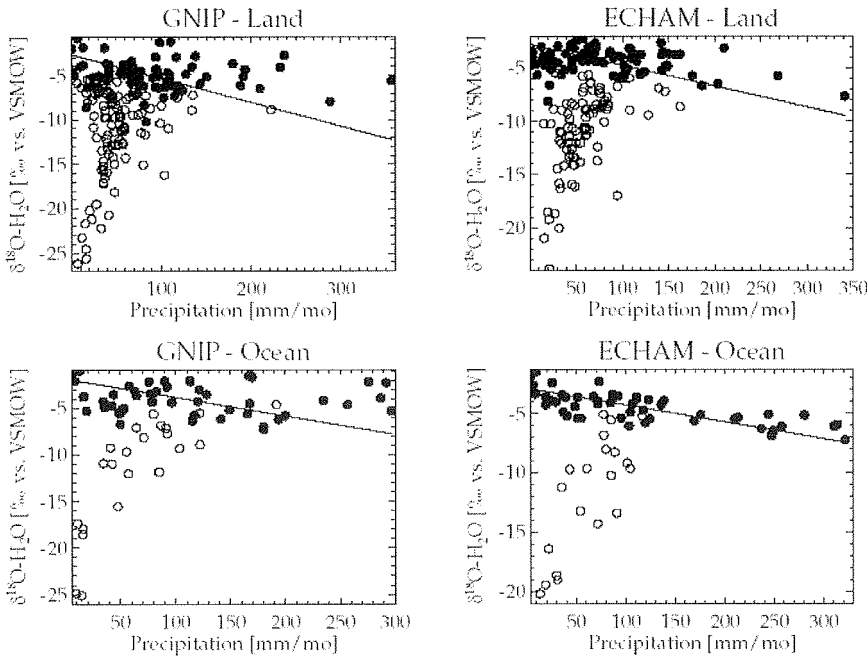 GNIP - Land
δ¹⁸O-H₂O [‰ vs. VSMOW]
-5
-10
-15
-20
-25
100
200
300
Precipitation [mm/mo]
ECHAM - Land
δ¹⁸O-H₂O [‰ vs. VSMOW]
-5
-10
-15
-20
50 100 150 200 250 300 350
Precipitation [mm/mo]
GNIP - Ocean
δ¹⁸O-H₂O [‰ vs. VSMOW]
-5
-10
-15
-20
-25
50 100 150 200 250 300
Precipitation [mm/mo]
ECHAM - Ocean
δ¹⁸O-H₂O [‰ vs. VSMOW]
-5
-10
-15
-20
50 100 150 200 250 300
Precipitation [mm/mo]